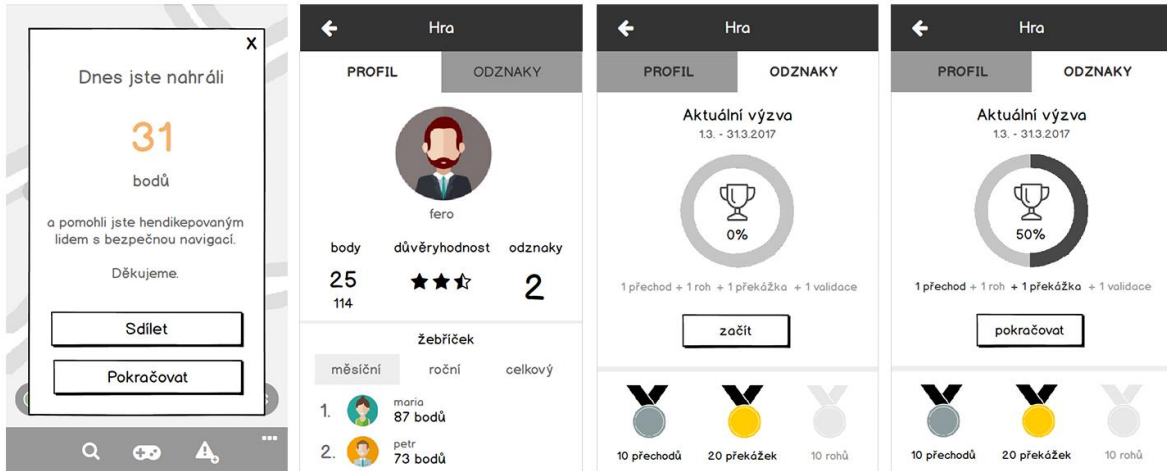 X
Dnes jste nahráli
31
bodů
a pomohli jste hendikepovaným
lidem s bezpečnou navigací.
Děkujeme.
Sdílet
Pokračovat
Hra
PROFIL ODZNAKY
fero
body důvěryhodnost odznaky
25 2
114
žebříček
měsíční roční celkový
1. maria
87 bodů
2. petr
73 bodů
Hra
PROFIL ODZNAKY
Aktuální výzva
1.3. - 31.3.2017
0%
1 přechod + 1 roh + 1 překážka + 1 validace
začít
10 přechodů 20 překážek 10 rohů
Hra
PROFIL ODZNAKY
Aktuální výzva
1.3. - 31.3.2017
50%
1 přechod + 1 roh + 1 překážka + 1 validace
pokračovat
10 přechodů 20 překážek 10 rohů